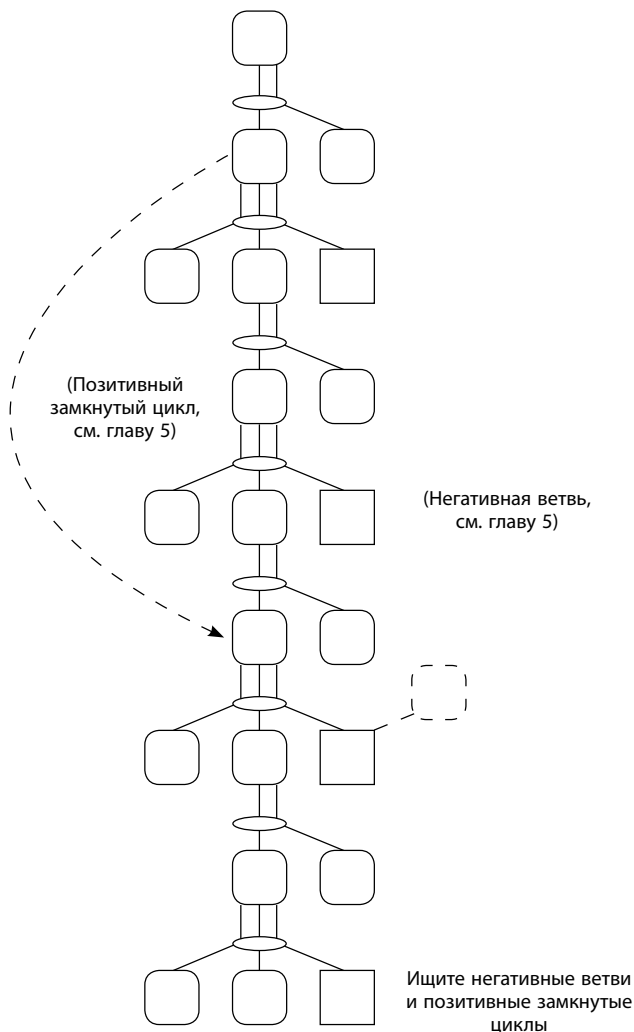 (Позитивный
замкнутый цикл,
см. главу 5)
(Негативная ветвь,
см. главу 5)
Ищите негативные ветви
и позитивные замкнутые
циклы